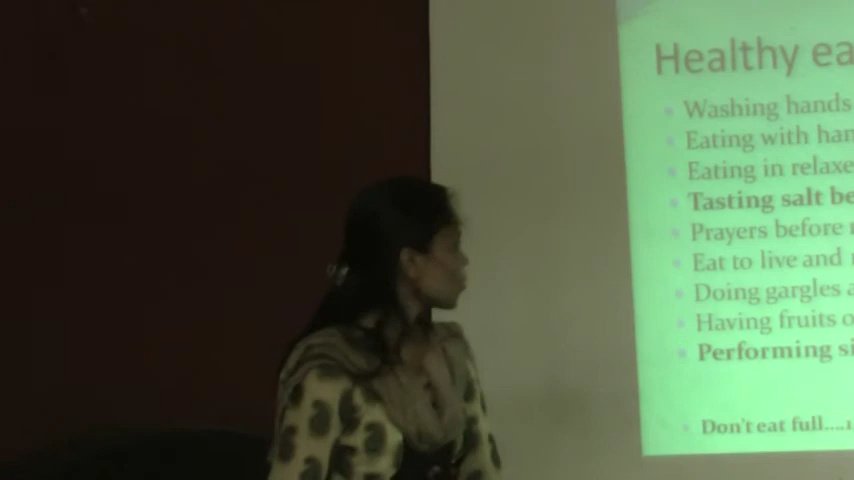 Healthy ea
Washing hands
Eating with han
Eating in relaxe
Tasting salt be
Prayers before
Eat to live and
Doing gargles a
Having fruits o
Performing si
Don't eat full....